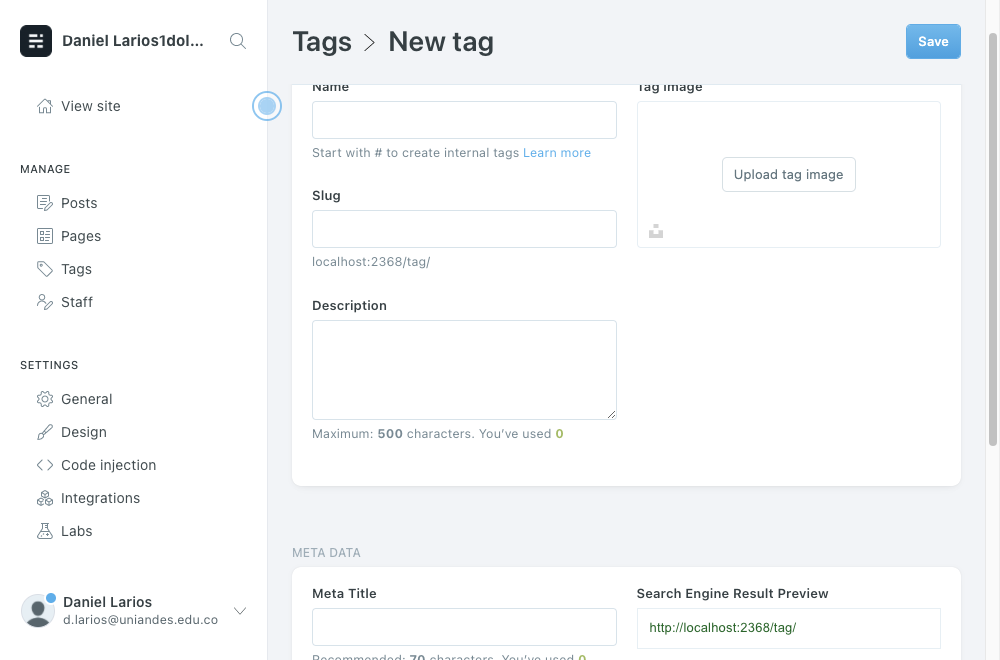 Daniel Larios1dol...
View site
MANAGE
Posts
Pages
Tags
Staff
SETTINGS
General
Design
Code injection
Integrations
Labs
Daniel Larios
d.larios@uniandes.edu.co
Tags > New tag
Save
Name
Start with # to create internal tags Learn more
Slug
localhost:2368/tag/
Description
Maximum: 500 characters. You've used 0
Tag image
Upload tag image
META DATA
Meta Title
Recommended: 70 characters. You've used 0
Search Engine Result Preview
http://localhost:2368/tag/